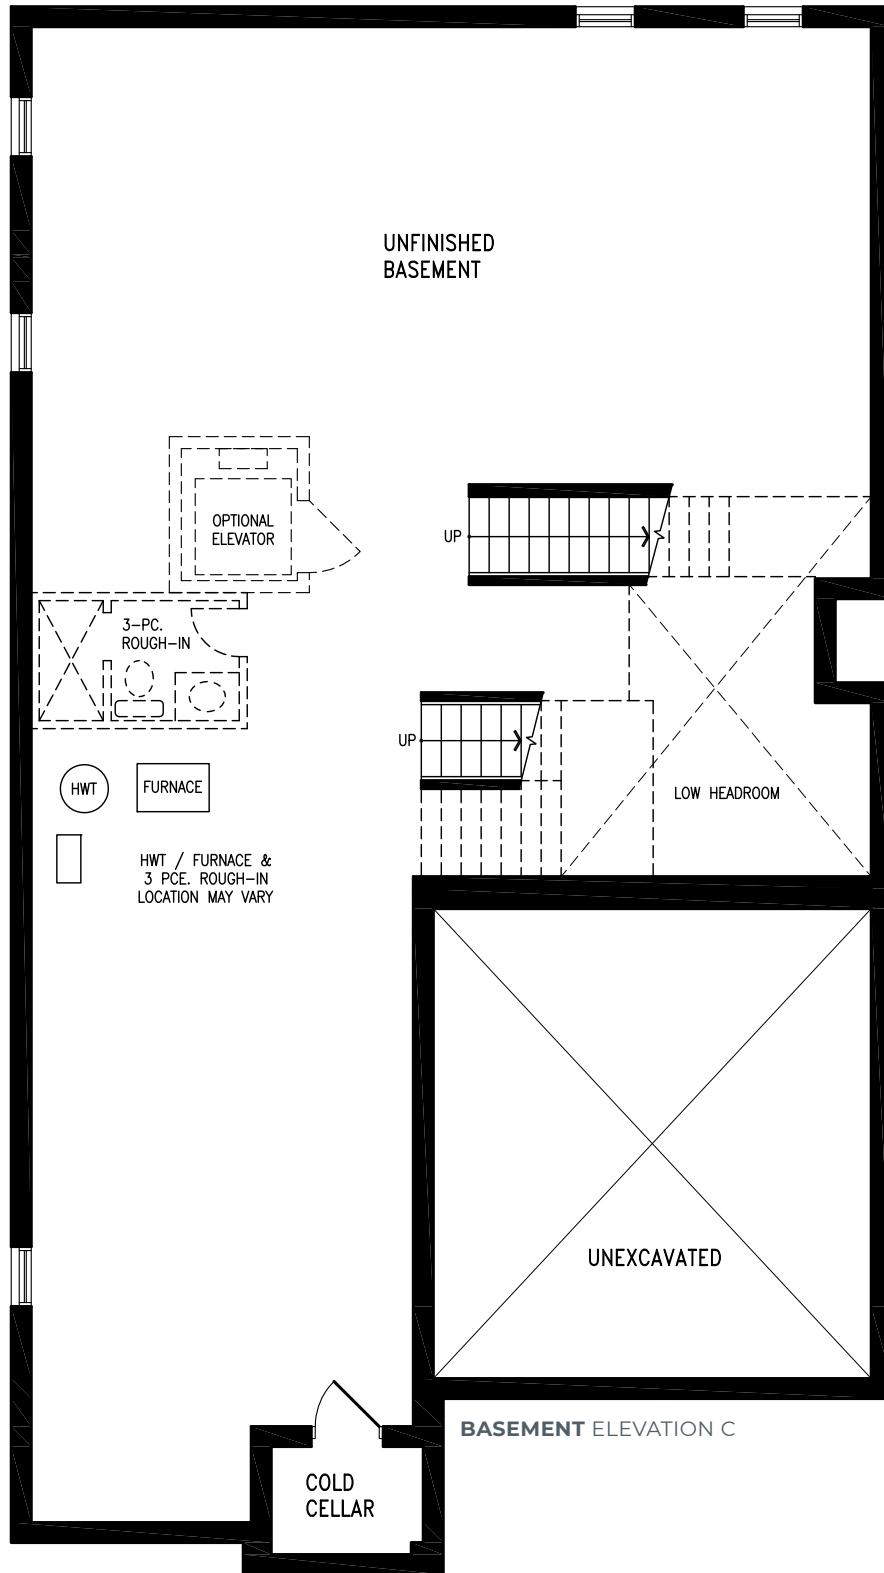 UNFINISHED
BASEMENT
OPTIONAL
ELEVATOR
UP
3-PC.
ROUGH-IN
UP
HWT
FURNACE
LOW HEADROOM
HWT / FURNACE &
3 PCE. ROUGH-IN
LOCATION MAY VARY
UNEXCAVATED
BASEMENT ELEVATION C
COLD
CELLAR